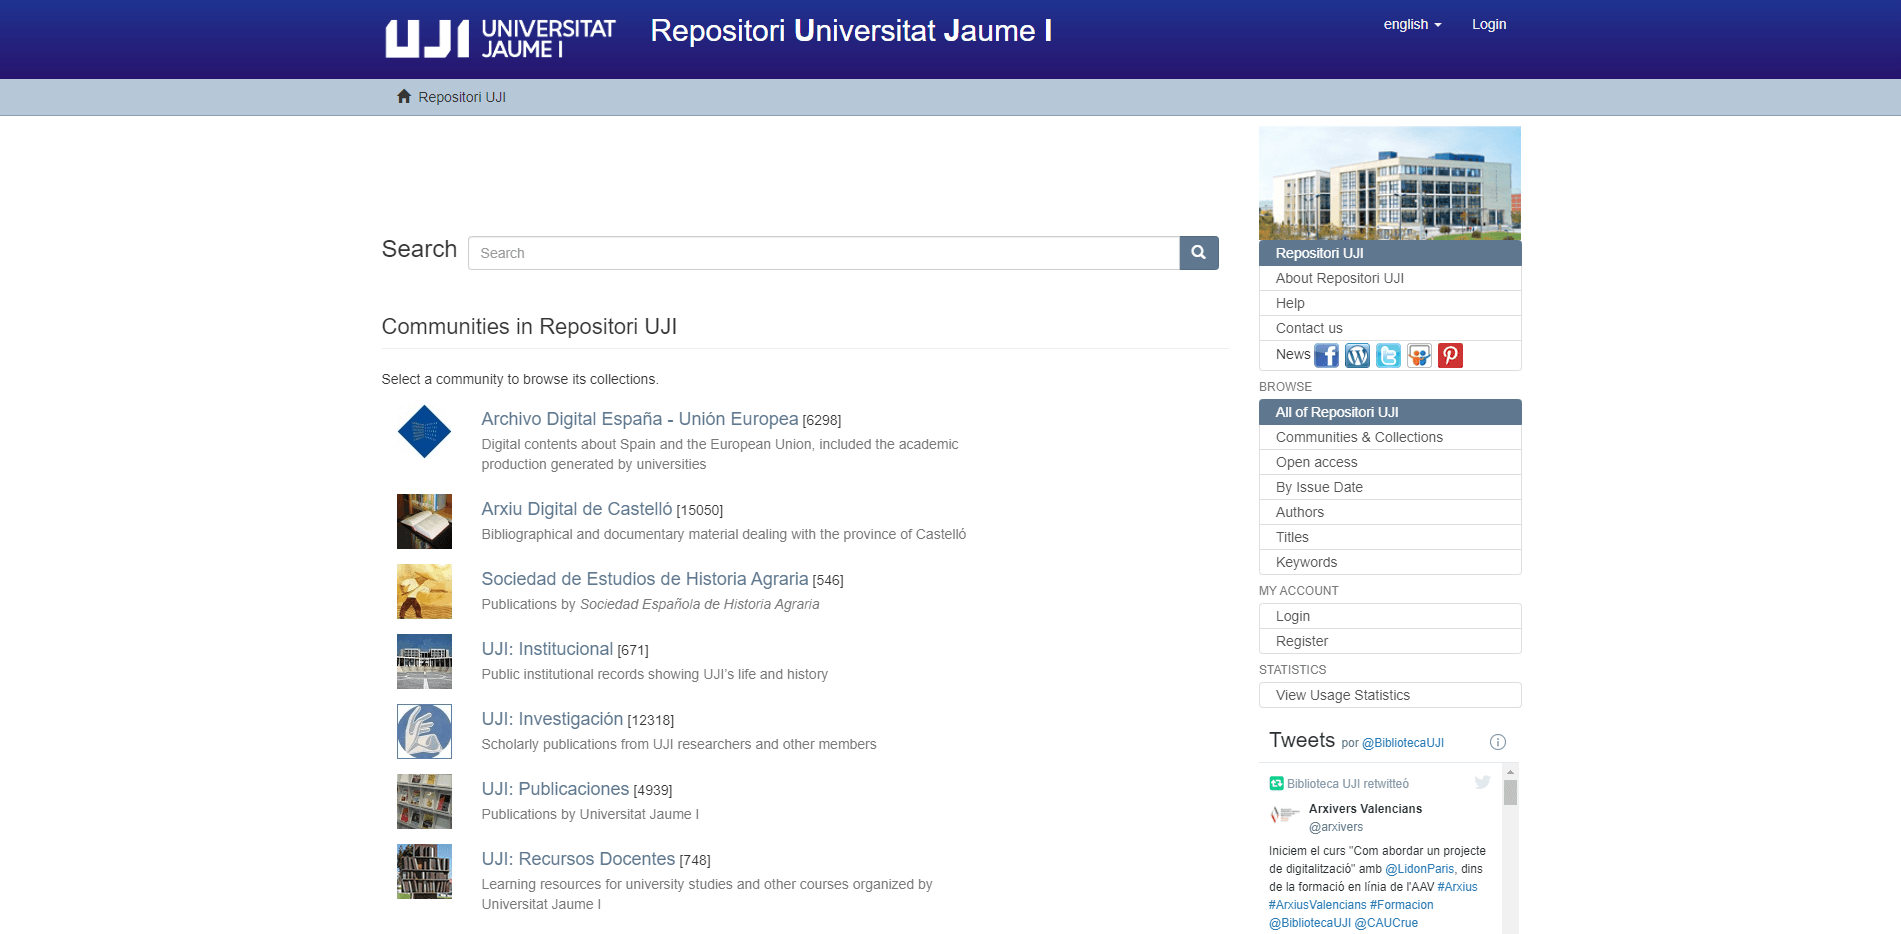 UNIVERSITAT
JAUME I
Repositori Universitat Jaume I
english
Login
Repositori UJI
Search
Search
Communities in Repositori UJI
Select a community to browse its collections.
Archivo Digital España - Unión Europea [6298]
Digital contents about Spain and the European Union, included the academic
production generated by universities
Arxiu Digital de Castelló [15050]
Bibliographical and documentary material dealing with the province of Castelló
Sociedad de Estudios de Historia Agraria [546]
Publications by Sociedad Española de Historia Agraria
UJI: Institucional [671]
Public institutional records showing UJI's life and history
UJI: Investigación [12318]
Scholarly publications from UJI researchers and other members
UJI: Publicaciones [4939]
Publications by Universitat Jaume I
UJI: Recursos Docentes [748]
Learning resources for university studies and other courses organized by
Universitat Jaume I
Repositori UJI
About Repositori UJI
Help
Contact us
News
BROWSE
All of Repositori UJI
Communities & Collections
Open access
By Issue Date
Authors
Titles
Keywords
MY ACCOUNT
Login
Register
STATISTICS
View Usage Statistics
Tweets por @BibliotecaUJI
Biblioteca UJI retwitteó
Arxivers Valencians
@arxivers
Iniciem el curs "Com abordar un projecte
de digitalització" amb @LidonParis, dins
de la formació en línia de l'AAV #Arxius
#ArxiusValencians #Formacion
@BibliotecaUJI @CAUCrue